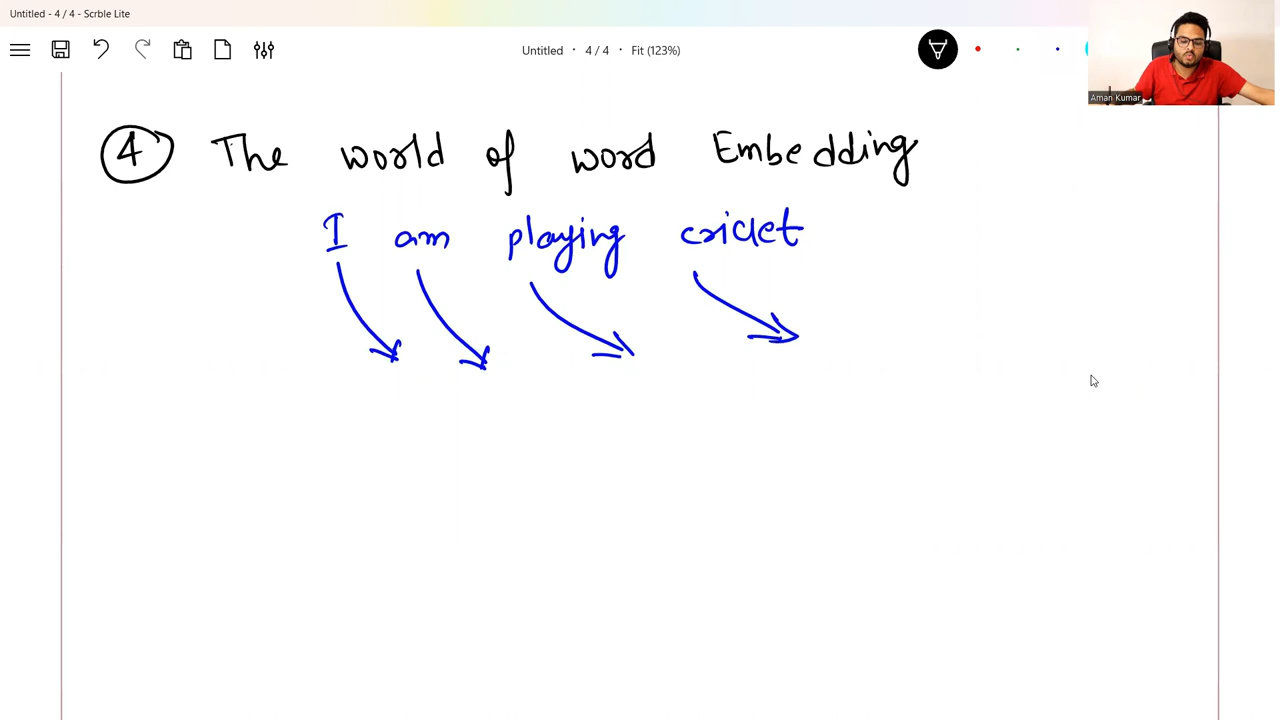 Untitled - 4 / 4 - Scrble Lite
Untitled • 4 / 4 • Fit (123%)
Aman Kumar
4 The world of word Embedding
I am playing cricket